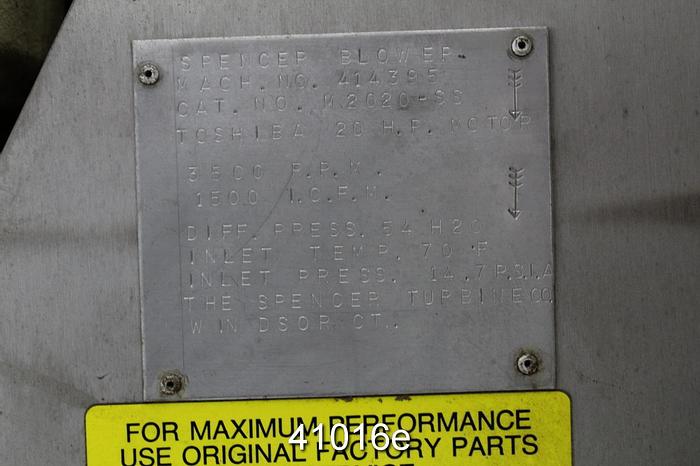 SPENCER BLOWER
MACH. NO. 414395
CAT. NO. M2020-SS
TOSHIBA 20 H.P. MOTOR
3500 R.P.M.
1500 I.C.F.M.
DIFF. PRESS. 54 H2O
INLET TEMP. 70 °F
INLET PRESS. 14.7 P.S.I.A
THE SPENCER TURBINE CO.
WINDSOR CT.
FOR MAXIMUM PERFORMANCE
USE ORIGINAL FACTORY PARTS
41016e